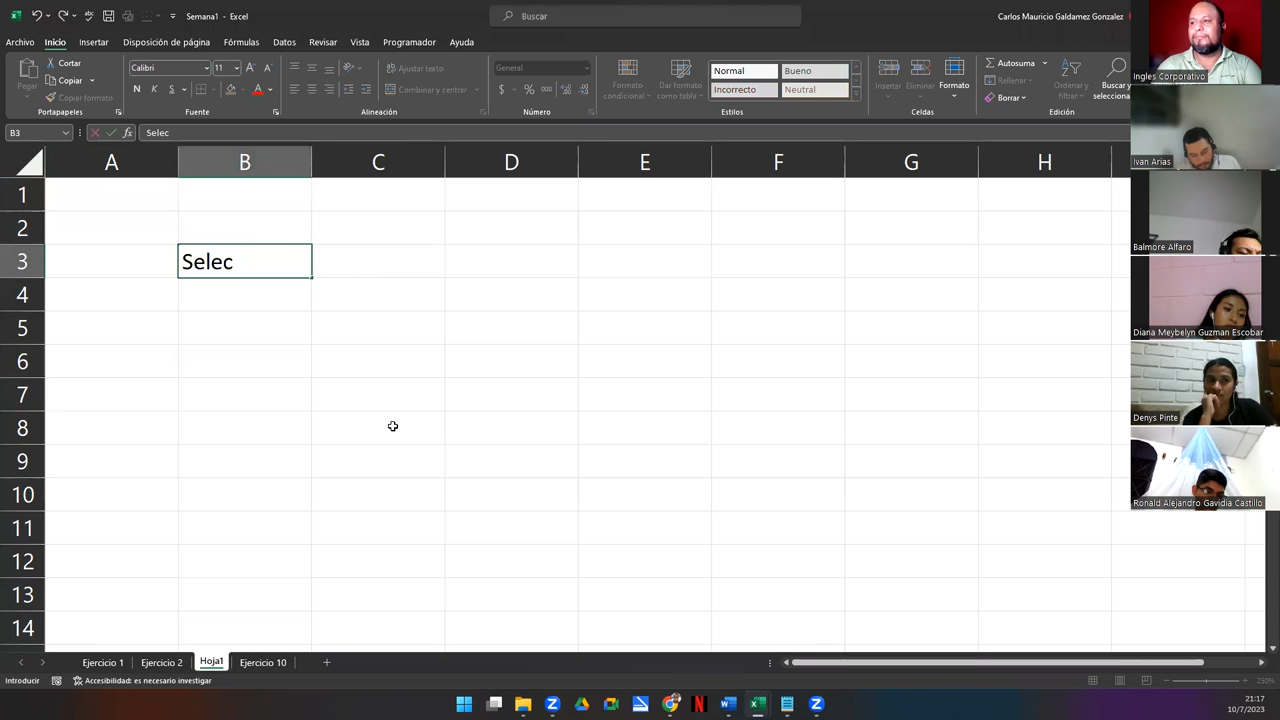 Semana1 - Excel
Buscar
Carlos Mauricio Galdamez Gonzalez
Archivo Inicio Insertar Disposición de página Fórmulas Datos Revisar Vista Programador Ayuda
Pegar
Cortar
Copiar
Copiar formato
Portapapeles
Calibri 11
N K S
Fuente
Ajustar texto
Combinar y centrar
Alineación
General
$ % 000
Número
Formato condicional
Dar formato como tabla
Normal Bueno
Incorrecto Neutral
Estilos
Insertar Eliminar Formato
Celdas
Autosuma
Rellenar
Borrar
Ordenar y filtrar
Buscar y selecciona
Edición
B3 fx Selec
A B C D E F G H
1
2
3 Selec
4
5
6
7
8
9
10
11
12
13
14
Ingles Corporativo
Ivan Arias
Balmore Alfaro
Diana Meybelyn Guzman Escobar
Denys Pinte
Ronald Alejandro Gavidia Castillo
Ejercicio 1 Ejercicio 2 Hoja1 Ejercicio 10
Introducir Accesibilidad: es necesario investigar 250%
21:17
10/7/2023